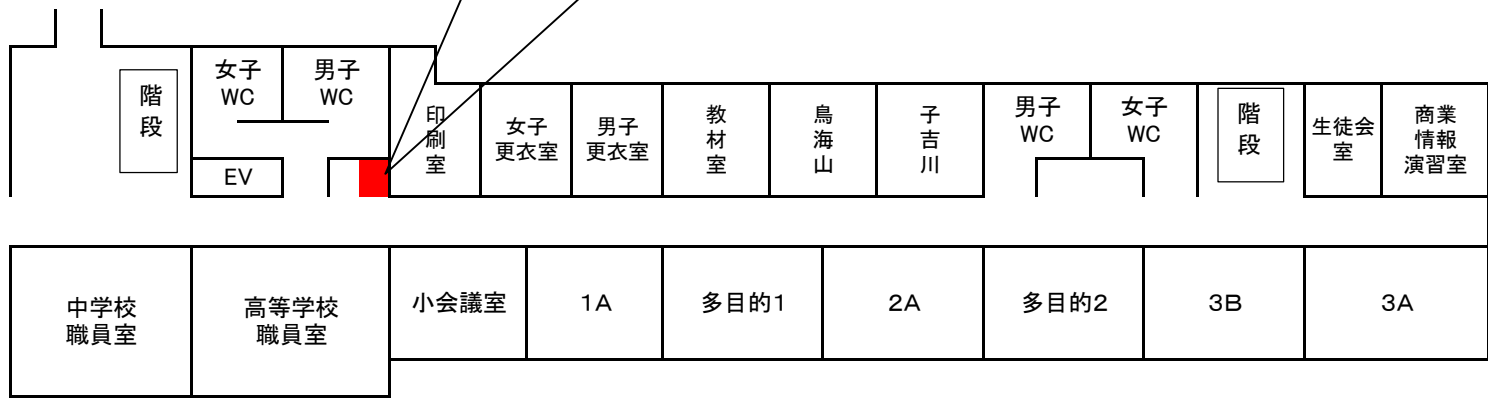 階段
女子
WC
男子
WC
EV
印刷室
女子
更衣室
男子
更衣室
教材室
鳥海山
子吉川
男子
WC
女子
WC
階段
生徒会
室
商業
情報
演習室
中学校
職員室
高等学校
職員室
小会議室
1A
多目的1
2A
多目的2
3B
3A